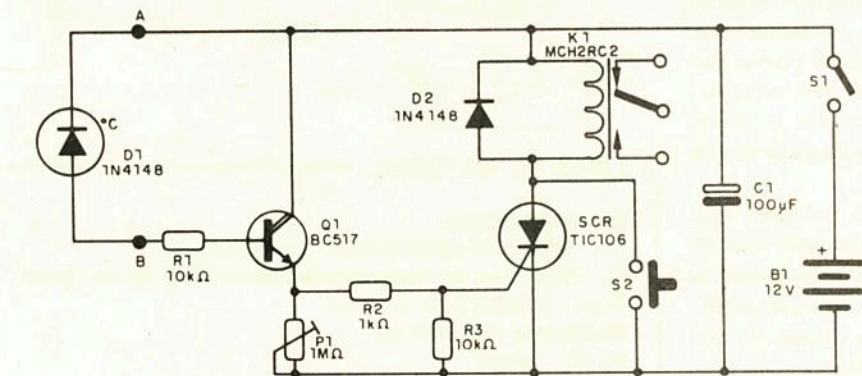 A
K1
MCH2RC2
S1
D2
1N4148
°C
D1
1N4148
C1
100µF
Q1
BC517
SCR
TIC106
B
R1
10kΩ
S2
+
B1
12V
R2
1kΩ
P1
1MΩ
R3
10kΩ